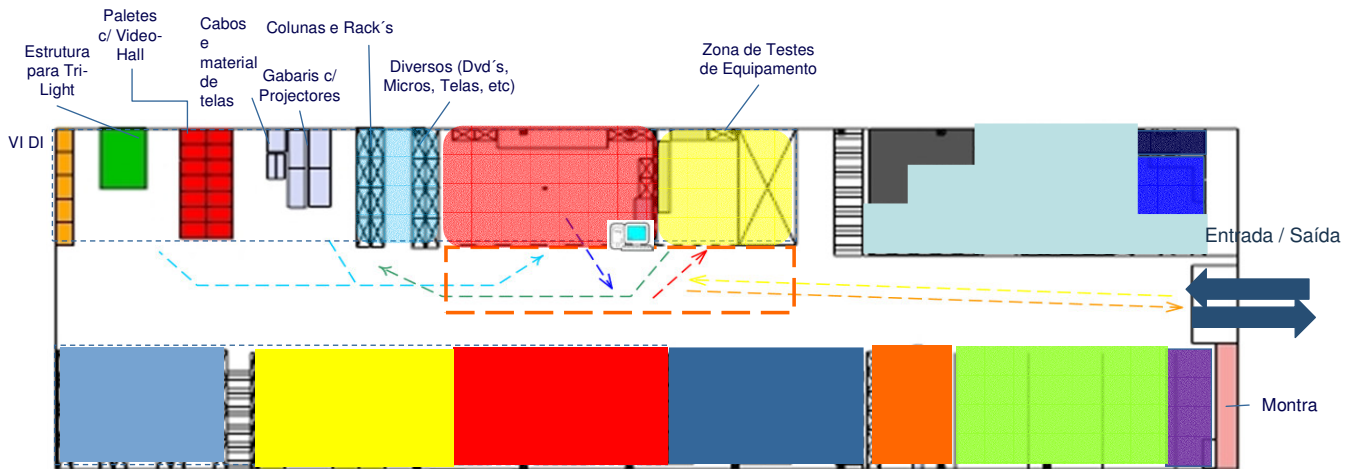 Estrutura
para Tri-
Light
Paletes
c/ Video-
Hall
Cabos
e
material
de
telas
Gabaris c/
Projectores
Colunas e Rack´s
Diversos (Dvd´s,
Micros, Telas, etc)
Zona de Testes
de Equipamento
VI DI
Entrada / Saída
Montra